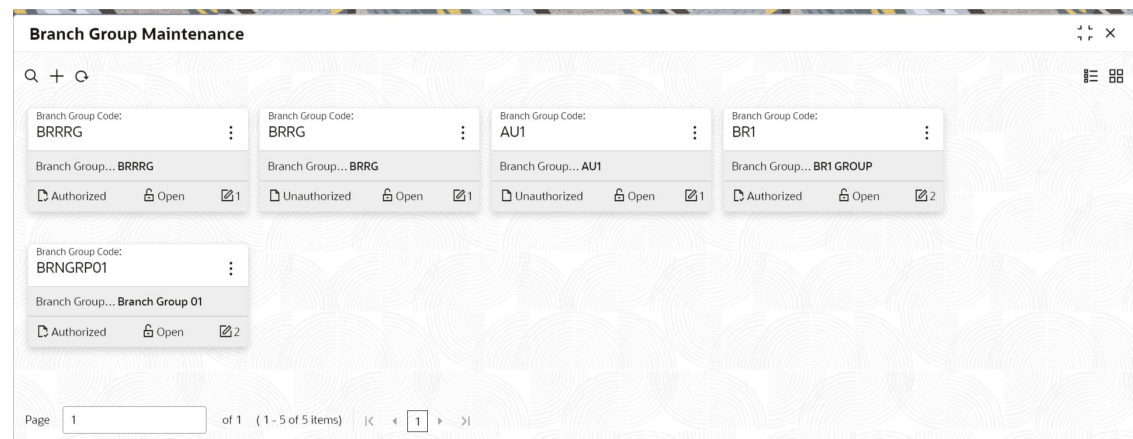 Branch Group Maintenance
Branch Group Code: Branch Group Code: Branch Group Code: Branch Group Code:
BRRRG BRRG AU1 BR1
Branch Group... BRRRG Branch Group... BRRG Branch Group... AU1 Branch Group... BR1 GROUP
Authorized Open 1 Unauthorized Open 1 Unauthorized Open 1 Authorized Open 2
Branch Group Code:
BRNGRP01
Branch Group... Branch Group 01
Authorized Open 2
Page 1 of 1 ( 1 - 5 of 5 items) 1